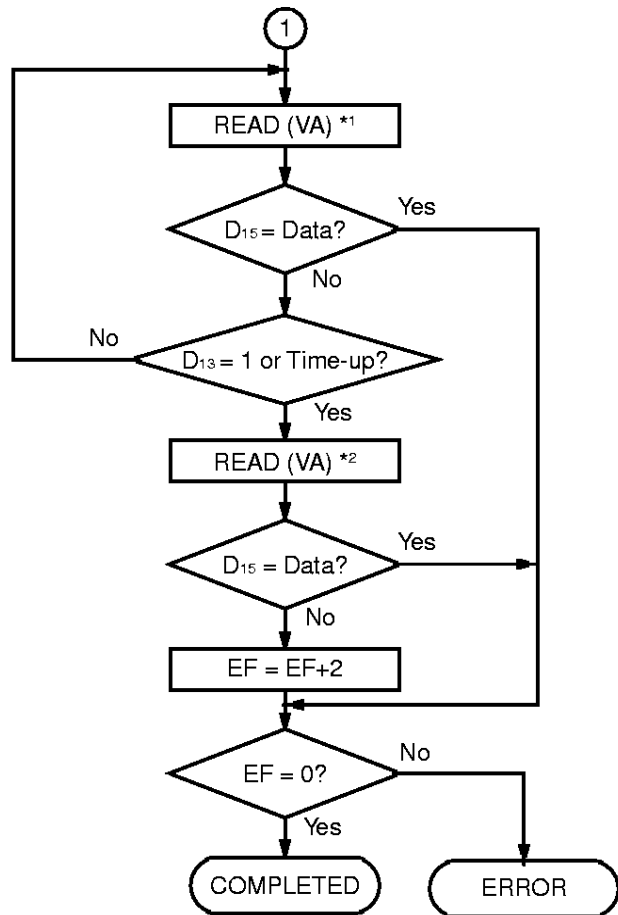 1
READ (VA) *1
D15 = Data?
Yes
No
No
D13 = 1 or Time-up?
Yes
READ (VA) *2
D15 = Data?
Yes
No
EF = EF+2
EF = 0?
No
Yes
COMPLETED
ERROR